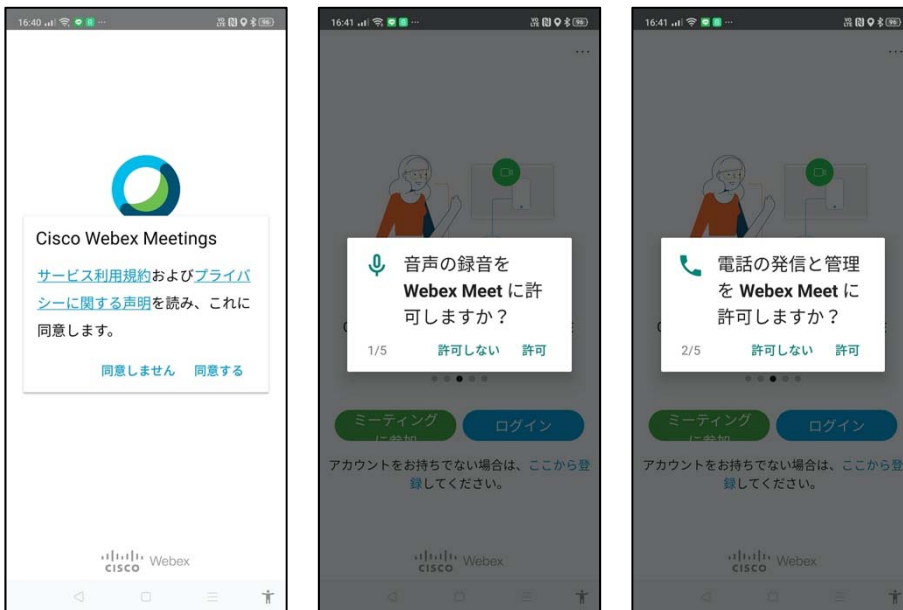 16:40
96
Cisco Webex Meetings
サービス利用規約およびプライバ
シーに関する声明を読み、これに
同意します。
同意しません 同意する
CISCO Webex
16:41
96
音声の録音を
Webex Meet に許
可しますか？
1/5 許可しない 許可
ミーティング
に参加
ログイン
アカウントをお持ちでない場合は、ここから登
録してください。
CISCO Webex
16:41
96
電話の発信と管理
を Webex Meet に
許可しますか？
2/5 許可しない 許可
ミーティング
に参加
ログイン
アカウントをお持ちでない場合は、ここから登
録してください。
CISCO Webex